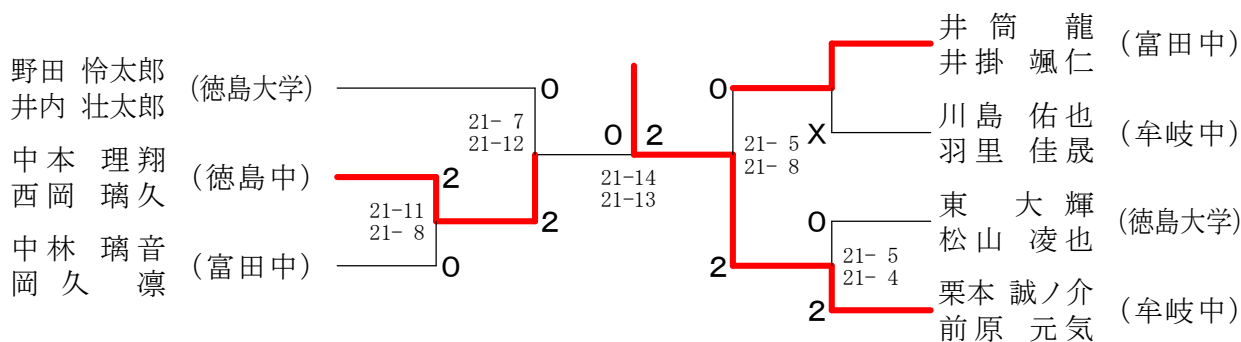 野田 怜太郎
井内 壮太郎
(徳島大学)
中本 理翔
西岡 璃久
(徳島中)
中林 璃音
岡久 凛
(富田中)
0
21- 7
21-12
2
21-11
21- 8
2
0
0
2
21-14
21-13
0
21- 5
21- 8
2
X
0
21- 5
21- 4
2
井筒 龍
井掛 颯仁
(富田中)
川島 佑也
羽里 佳晟
(牟岐中)
東 大輝
松山 凌也
(徳島大学)
栗本 誠ノ介
前原 元気
(牟岐中)